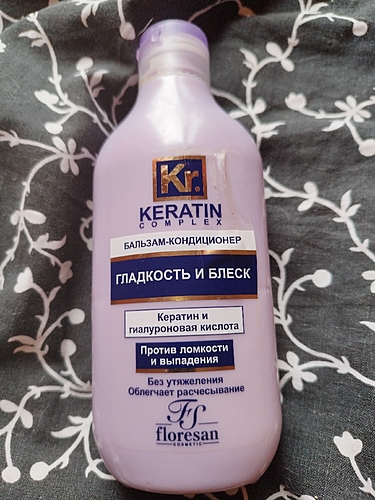 Kr.
KERATIN
COMPLEX
БАЛЬЗАМ-КОНДИЦИОНЕР
ГЛАДКОСТЬ И БЛЕСК
Кератин и
гиалуроновая кислота
Против ломкости
и выпадения
Без утяжеления
Облегчает расчесывание
FS
floresan
COSMETIC